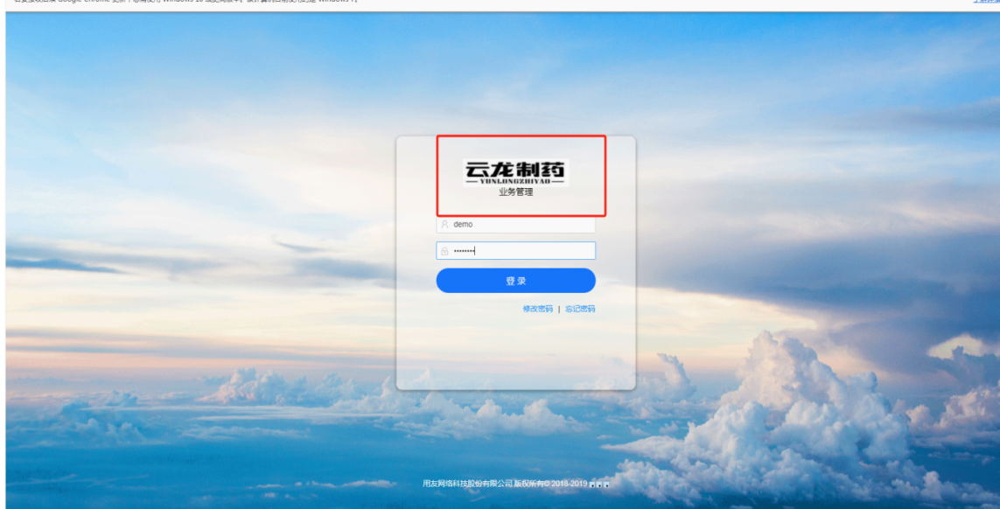 云龙制药
YUNLONGZHIYAO
业务管理
demo
登 录
修改密码 | 忘记密码
用友网络科技股份有限公司 版权所有© 2018-2019